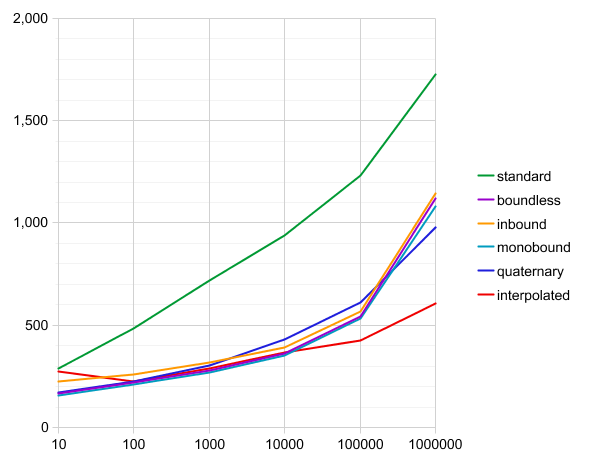 2,000
1,500
1,000
500
0
10 100 1000 10000 100000 1000000
standard
boundless
inbound
monobound
quaternary
interpolated